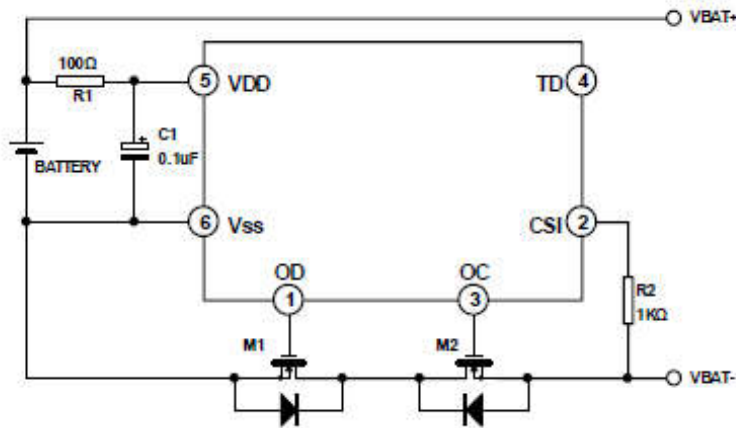 VBAT+
100Ω
R1
5
VDD
TD
4
C1
+
0.1uF
BATTERY
6
Vss
CSI
2
OD
OC
1
3
R2
1KΩ
M1
M2
VBAT-